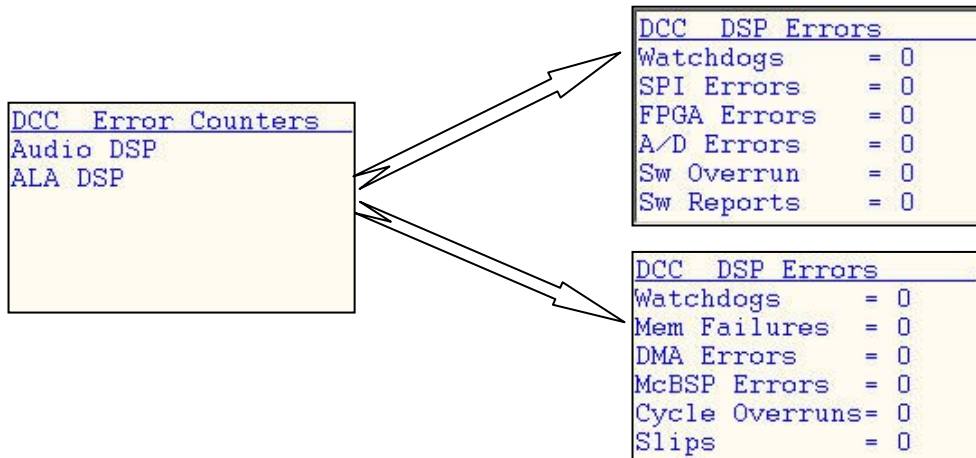 DCC  Error Counters
Audio DSP
ALA DSP
DCC  DSP Errors
Watchdogs = 0
SPI Errors = 0
FPGA Errors = 0
A/D Errors = 0
Sw Overrun = 0
Sw Reports = 0
DCC  DSP Errors
Watchdogs = 0
Mem Failures = 0
DMA Errors = 0
McBSP Errors = 0
Cycle Overruns= 0
Slips = 0